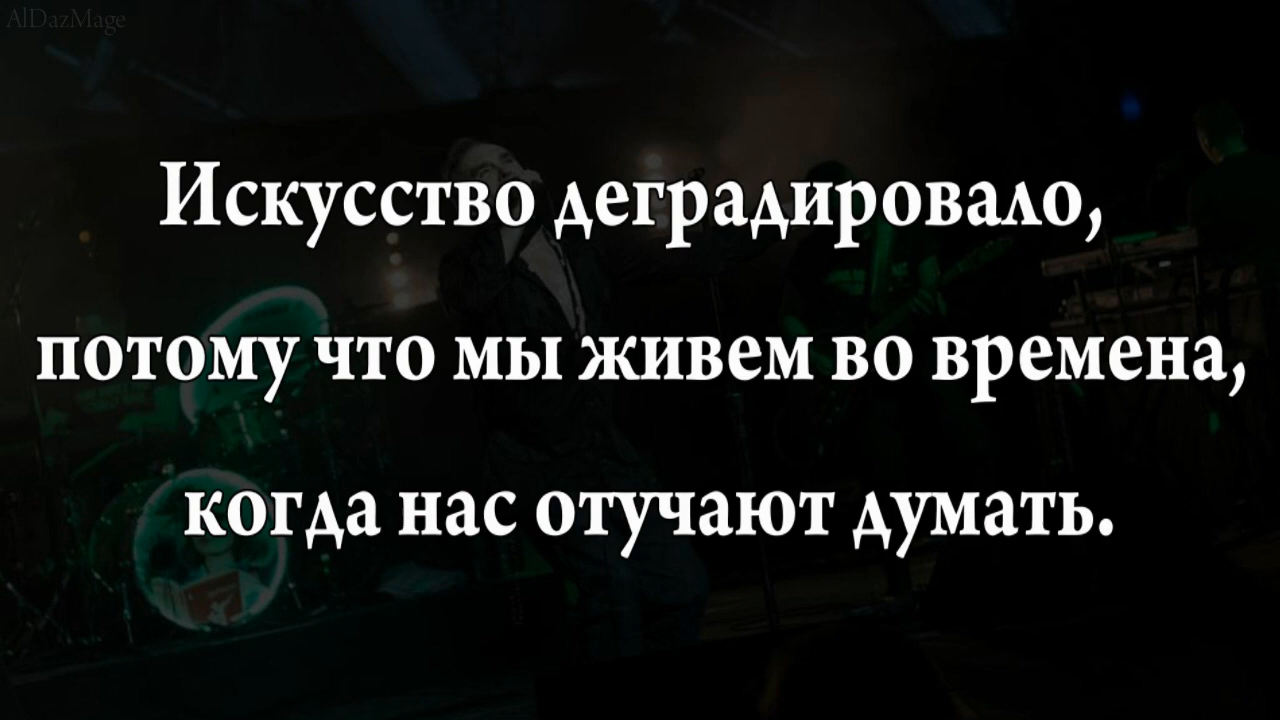 AlDazMage
Искусство деградировало,
потому что мы живем во времена,
когда нас отучают думать.